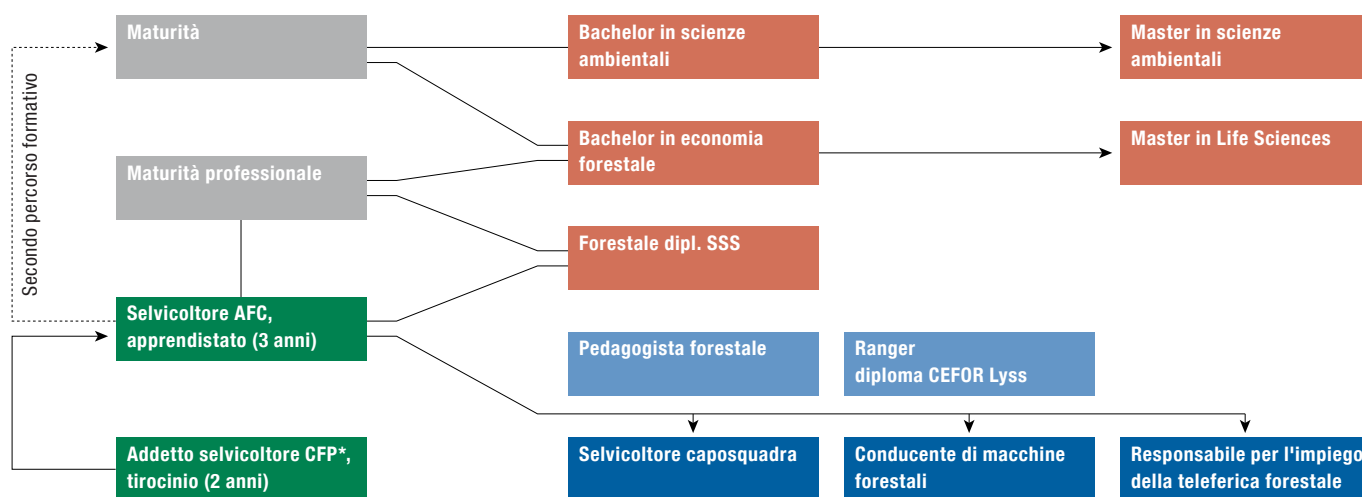 Maturità
Bachelor in scienze
ambientali
Master in scienze
ambientali
Secondo percorso formativo
Bachelor in economia
forestale
Master in Life Sciences
Maturità professionale
Forestale dipl. SSS
Selvicoltore AFC,
apprendistato (3 anni)
Pedagogista forestale
Ranger
diploma CEFOR Lyss
Addetto selvicoltore CFP*,
tirocinio (2 anni)
Selvicoltore caposquadra
Conducente di macchine
forestali
Responsabile per l'impiego
della teleferica forestale